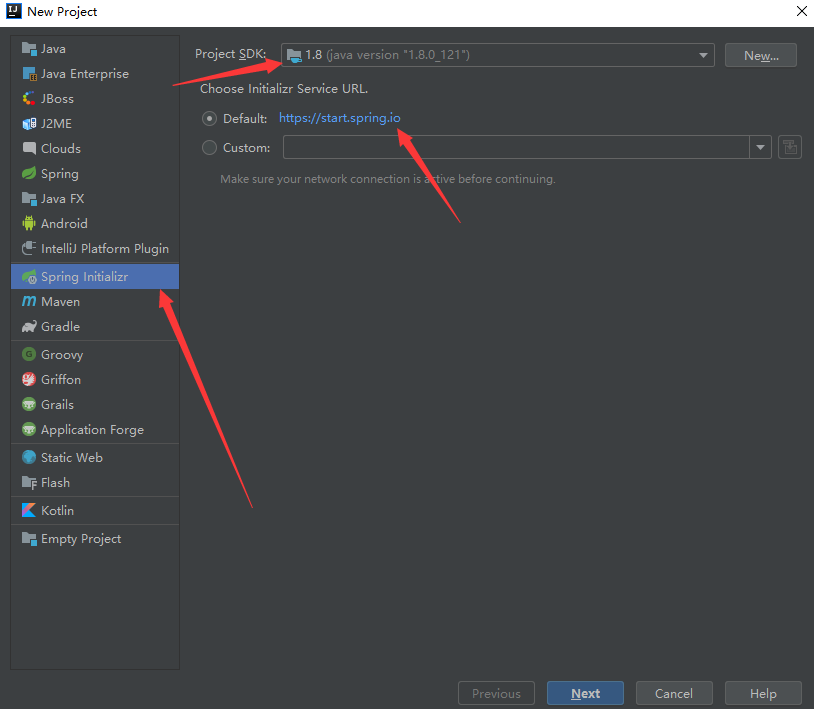 New Project
Java
Java Enterprise
JBoss
J2ME
Clouds
Spring
Java FX
Android
IntelliJ Platform Plugin
Spring Initializr
Maven
Gradle
Groovy
Griffon
Grails
Application Forge
Static Web
Flash
Kotlin
Empty Project
Project SDK: 1.8 (java version "1.8.0_121") New...
Choose Initializr Service URL.
Default: https://start.spring.io
Custom:
Make sure your network connection is active before continuing.
Previous Next Cancel Help